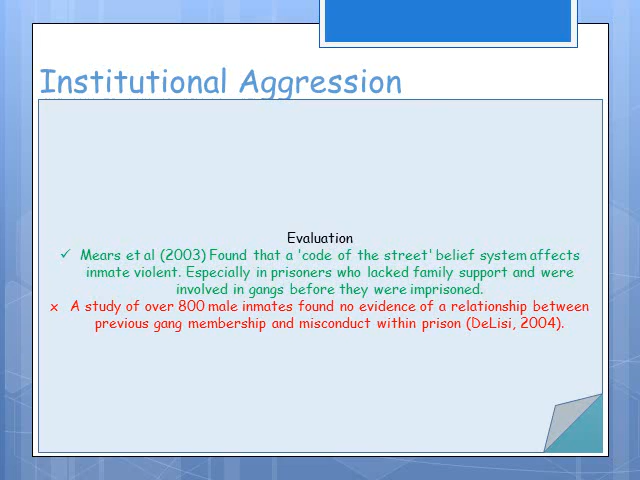 Institutional Aggression
Evaluation
✓ Mears et al (2003) Found that a 'code of the street' belief system affects
inmate violent. Especially in prisoners who lacked family support and were
involved in gangs before they were imprisoned.
x A study of over 800 male inmates found no evidence of a relationship between
previous gang membership and misconduct within prison (DeLisi, 2004).